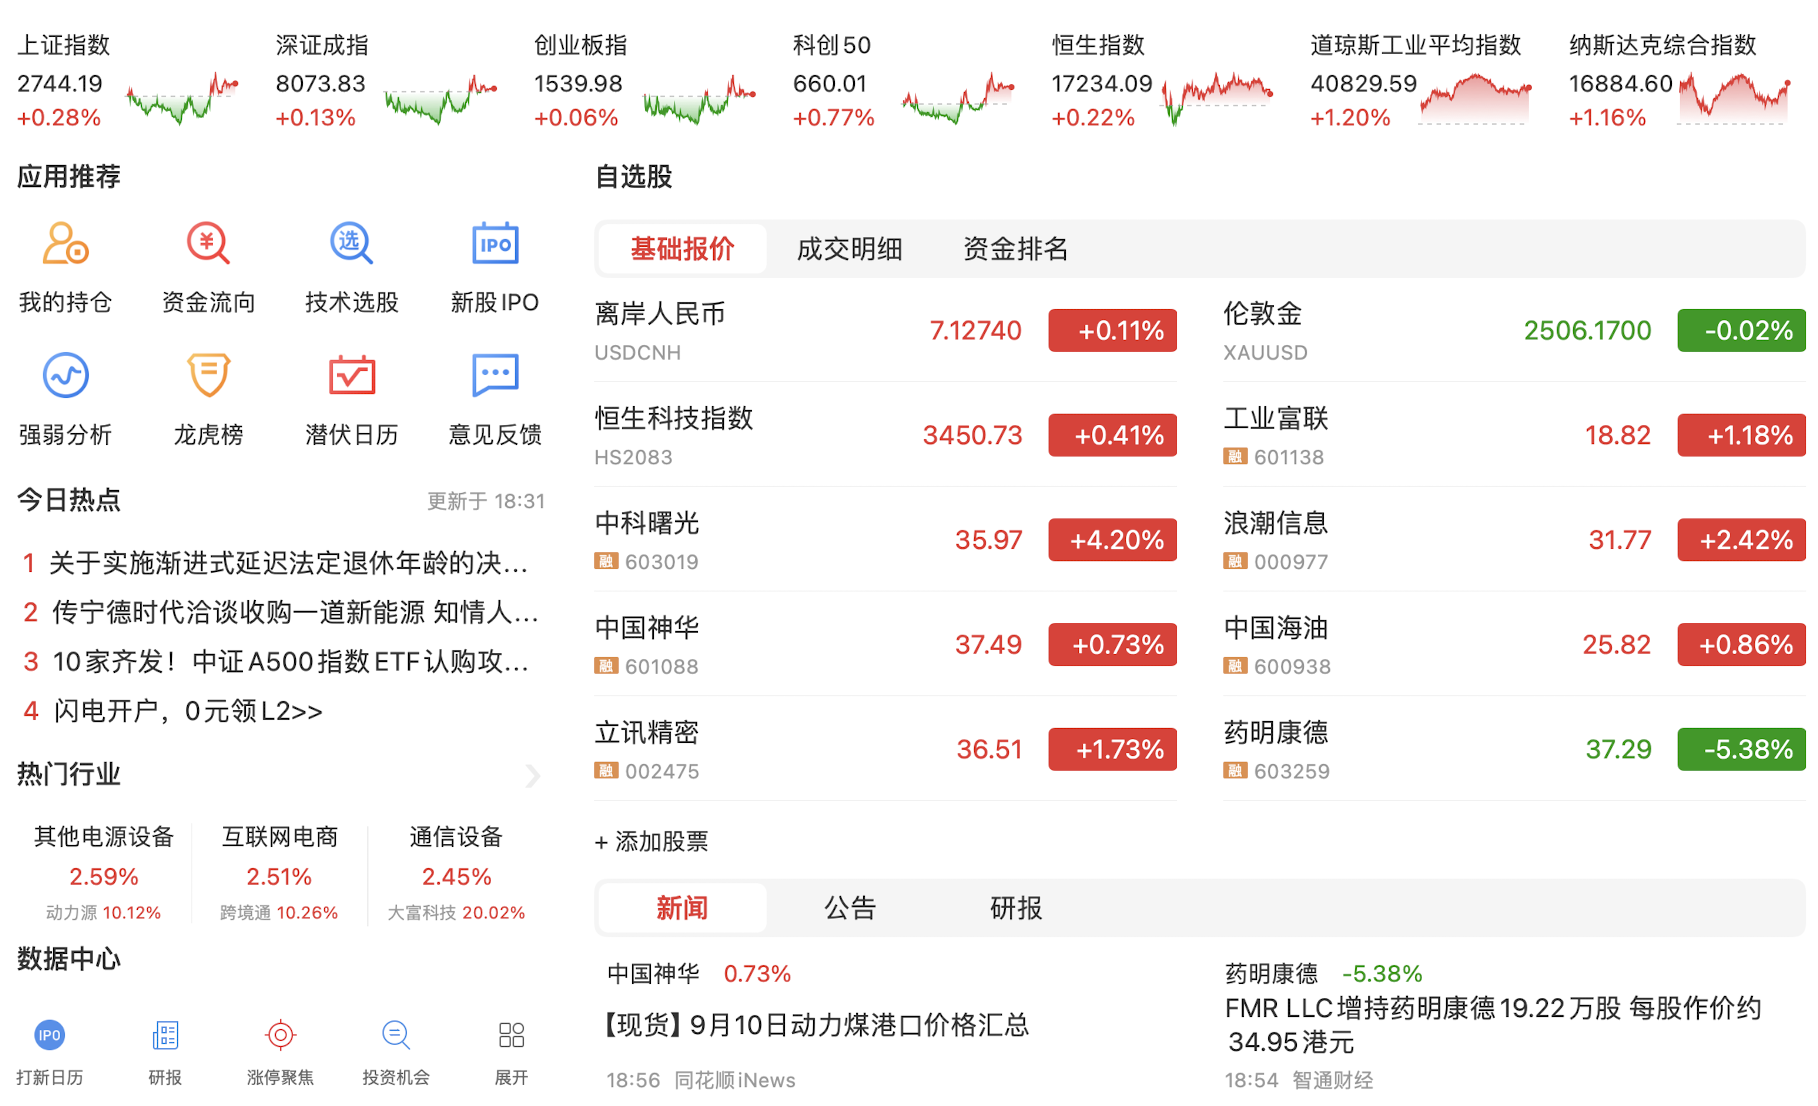 上证指数
2744.19
+0.28%
深证成指
8073.83
+0.13%
创业板指
1539.98
+0.06%
科创50
660.01
+0.77%
恒生指数
17234.09
+0.22%
道琼斯工业平均指数
40829.59
+1.20%
纳斯达克综合指数
16884.60
+1.16%
应用推荐
¥
选
IPO
我的持仓
资金流向
技术选股
新股IPO
强弱分析
龙虎榜
潜伏日历
意见反馈
今日热点
更新于 18:31
1 关于实施渐进式延迟法定退休年龄的决...
2 传宁德时代洽谈收购一道新能源 知情人...
3 10家齐发！中证A500指数ETF认购攻...
4 闪电开户，0元领L2>>
热门行业
其他电源设备
2.59%
动力源 10.12%
互联网电商
2.51%
跨境通 10.26%
通信设备
2.45%
大富科技 20.02%
数据中心
IPO
打新日历
研报
涨停聚焦
投资机会
展开
自选股
基础报价
成交明细
资金排名
离岸人民币
USDCNH
7.12740
+0.11%
伦敦金
XAUUSD
2506.1700
-0.02%
恒生科技指数
HS2083
3450.73
+0.41%
工业富联
融 601138
18.82
+1.18%
中科曙光
融 603019
35.97
+4.20%
浪潮信息
融 000977
31.77
+2.42%
中国神华
融 601088
37.49
+0.73%
中国海油
融 600938
25.82
+0.86%
立讯精密
融 002475
36.51
+1.73%
药明康德
融 603259
37.29
-5.38%
+ 添加股票
新闻
公告
研报
中国神华 0.73%
【现货】9月10日动力煤港口价格汇总
18:56 同花顺iNews
药明康德 -5.38%
FMR LLC增持药明康德19.22万股 每股作价约
34.95港元
18:54 智通财经